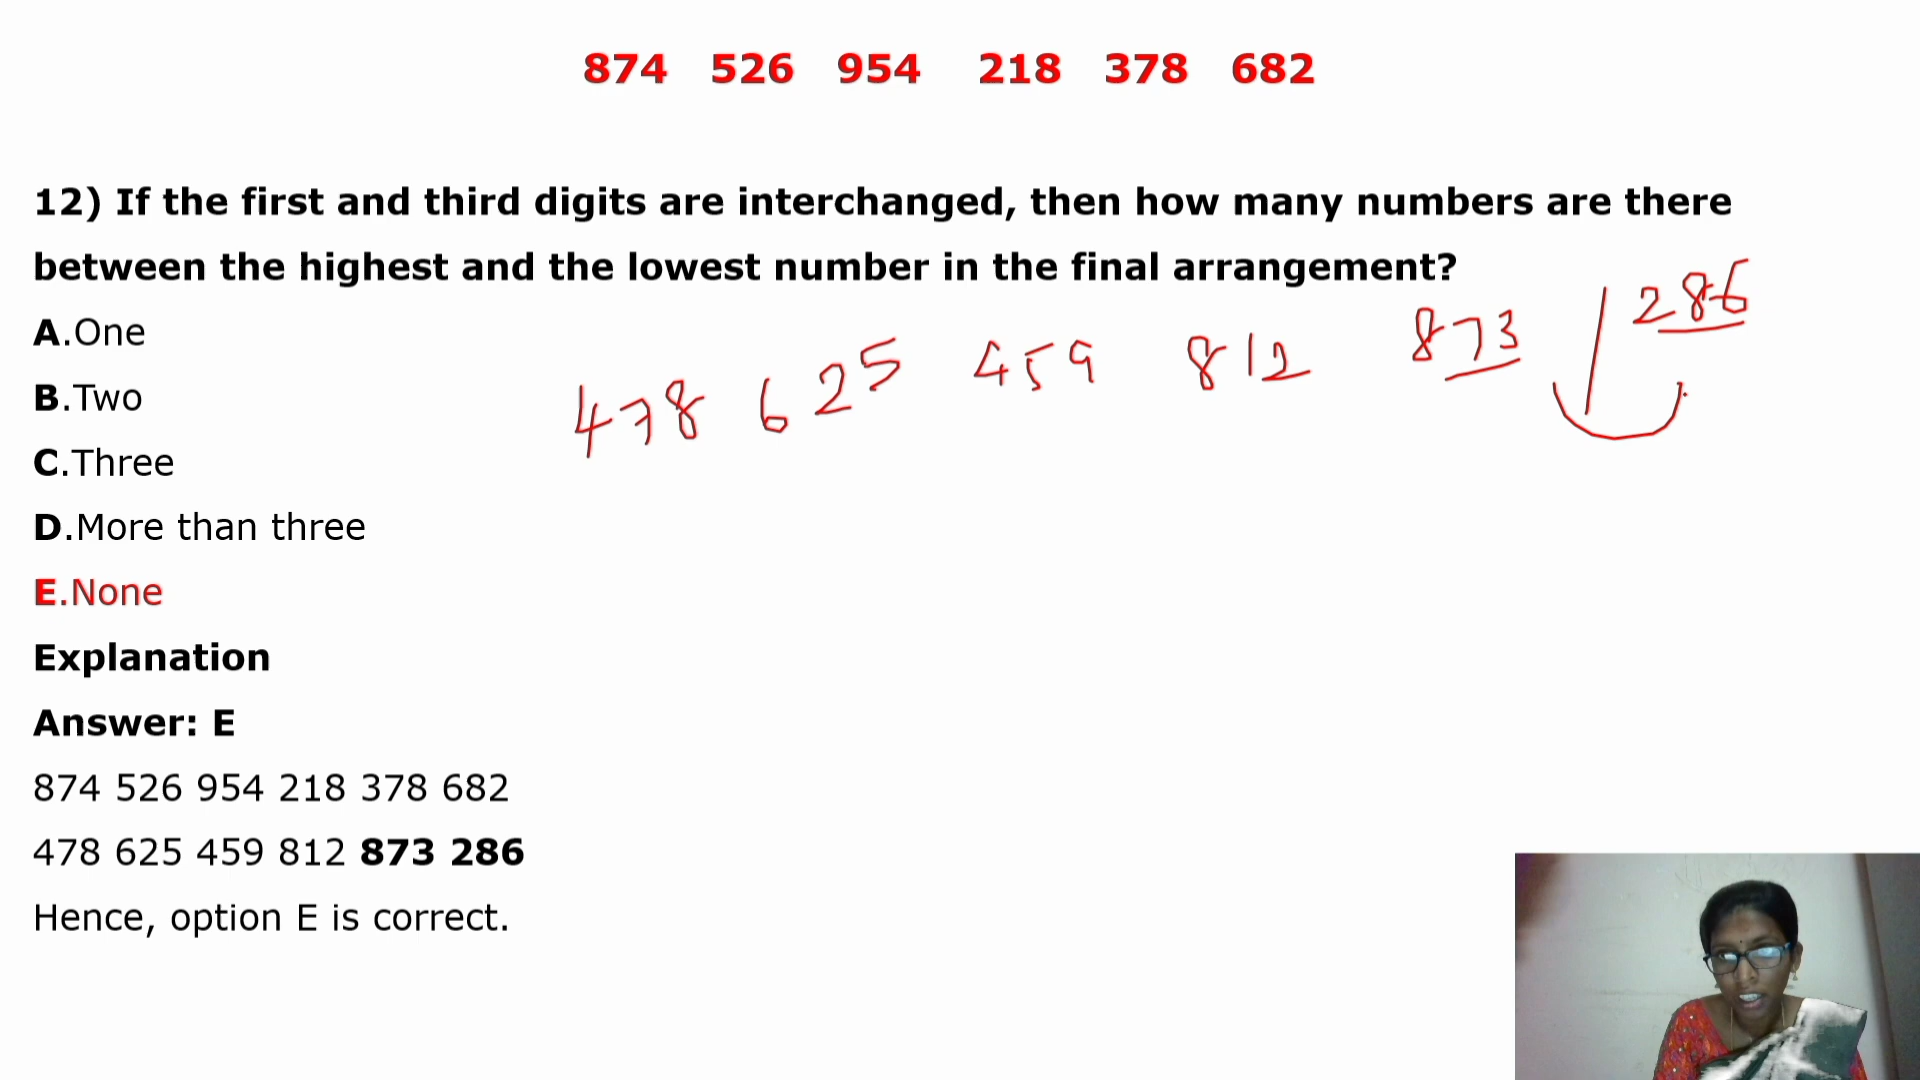 874 526 954 218 378 682
12) If the first and third digits are interchanged, then how many numbers are there
between the highest and the lowest number in the final arrangement?
A.One
B.Two
C.Three
D.More than three
E.None
478 625 459 812 873 286
Explanation
Answer: E
874 526 954 218 378 682
478 625 459 812 873 286
Hence, option E is correct.